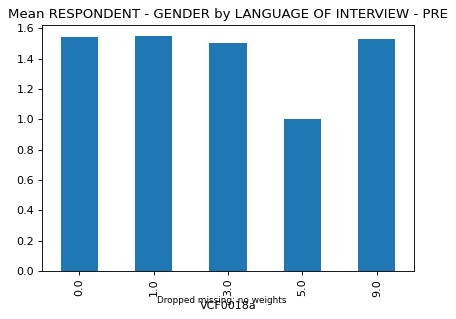 Mean RESPONDENT - GENDER by LANGUAGE OF INTERVIEW - PRE
1.6
1.4
1.2
1.0
0.8
0.6
0.4
0.2
0.0
0.0 1.0 3.0 5.0 9.0
Dropped missing; no weights
VCF0018a